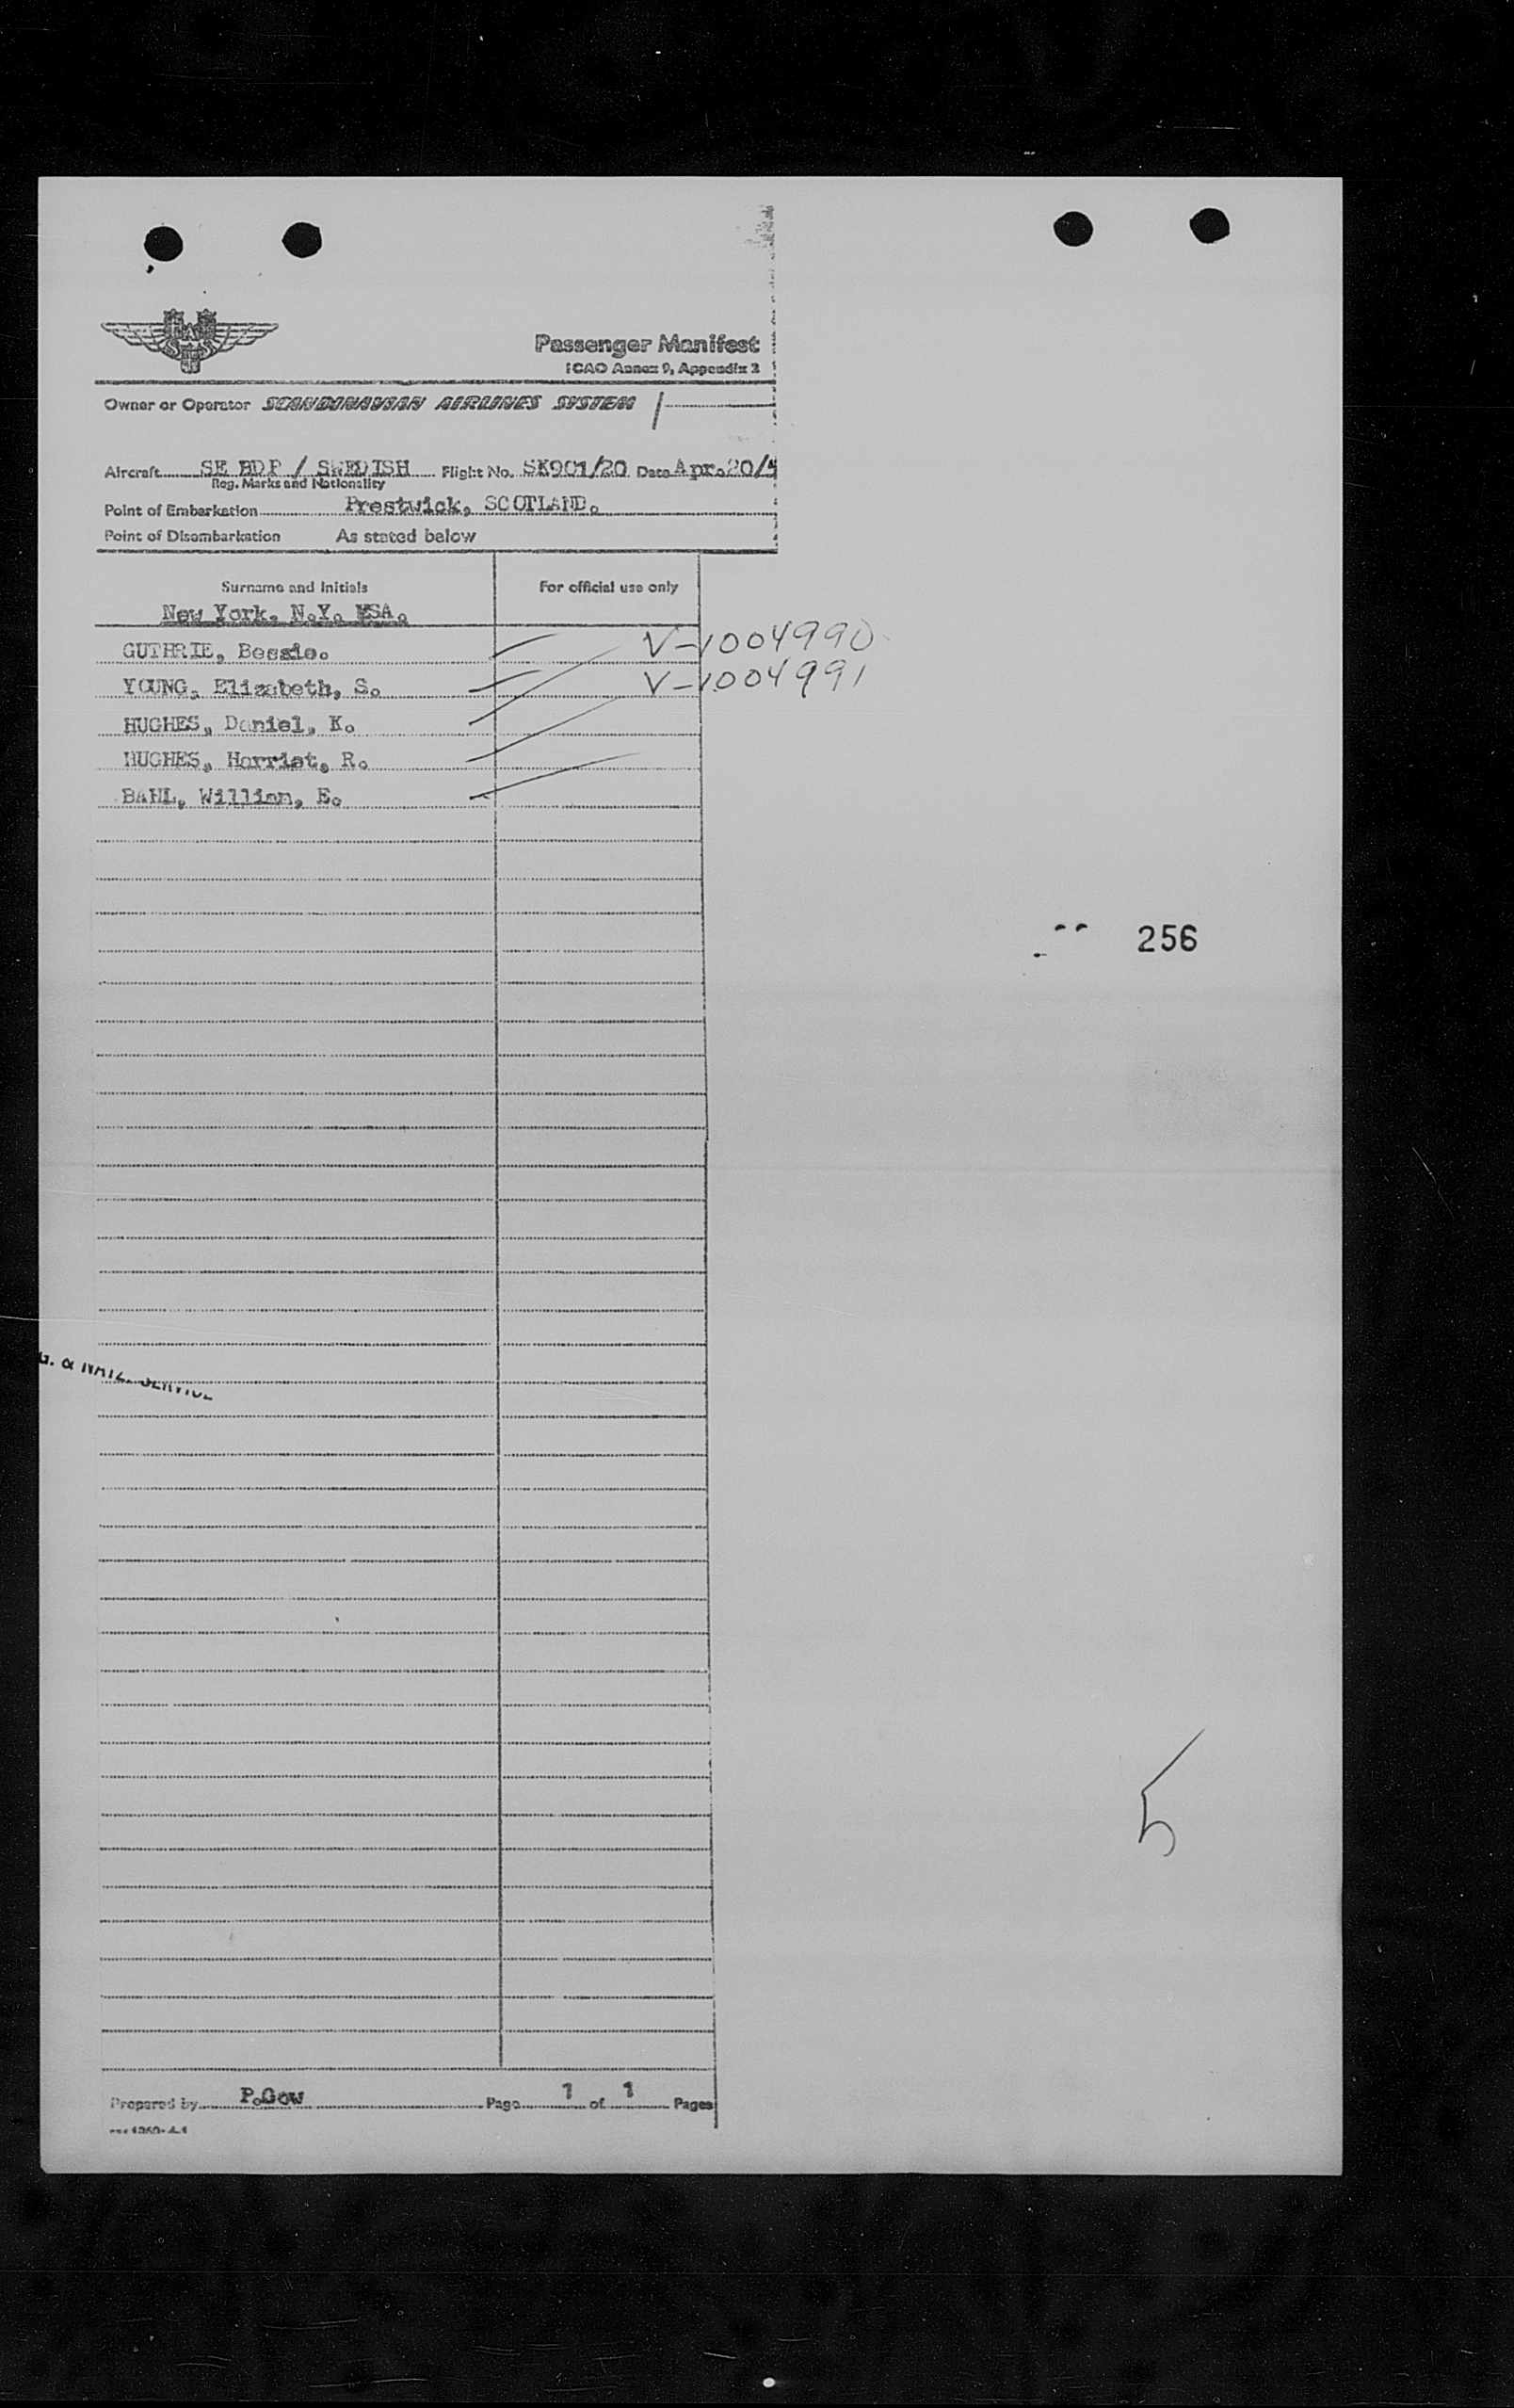 Passenger Manifest
ICAO Annex 9, Appendix 2
Owner or Operator SCANDINAVIAN AIRLINES SYSTEM
Aircraft SE BDP / SWEDISH Flight No. SK901/20 Date Apr.20/
Reg. Marks and Nationality
Point of Embarkation Prestwick, SCOTLAND.
Point of Disembarkation As stated below
Surname and Initials For official use only
New York. N.Y. USA.
GUTHRIE, Bessie. V-1004990
YOUNG, Elizabeth, S. V-1004991
HUGHES, Daniel, K.
HUGHES, Harriet, R.
BAHL, William, E.
256
G. & NATZ. SERVICE
5
Prepared by P.Gow Page 1 of 1 Pages